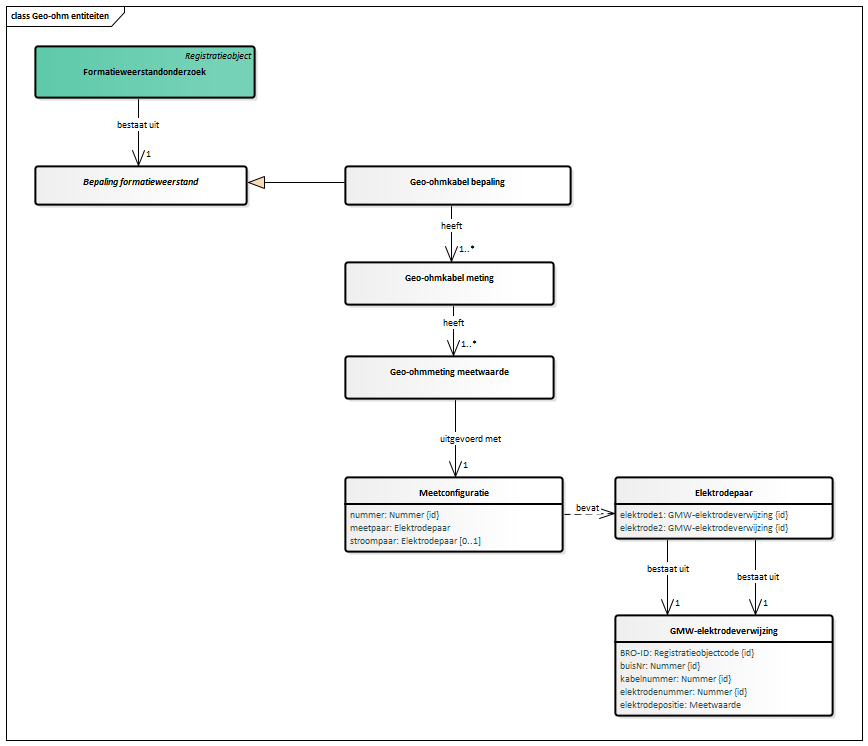 class Geo-ohm entiteiten
Registratieobject
Formatieweerstandonderzoek
bestaat uit
1
Bepaling formatieweerstand
Geo-ohmkabel bepaling
heeft
1..*
Geo-ohmkabel meting
heeft
1..*
Geo-ohmmeting meetwaarde
uitgevoerd met
1
Meetconfiguratie
nummer: Nummer {id}
meetpaar: Elektrodepaar
stroompaar: Elektrodepaar [0..1]
bevat
Elektrodepaar
elektrode1: GMW-elektrodeverwijzing {id}
elektrode2: GMW-elektrodeverwijzing {id}
bestaat uit
1
bestaat uit
1
GMW-elektrodeverwijzing
BRO-ID: Registratieobjectcode {id}
buisNr: Nummer {id}
kabelnummer: Nummer {id}
elektrodenummer: Nummer {id}
elektrodepositie: Meetwaarde